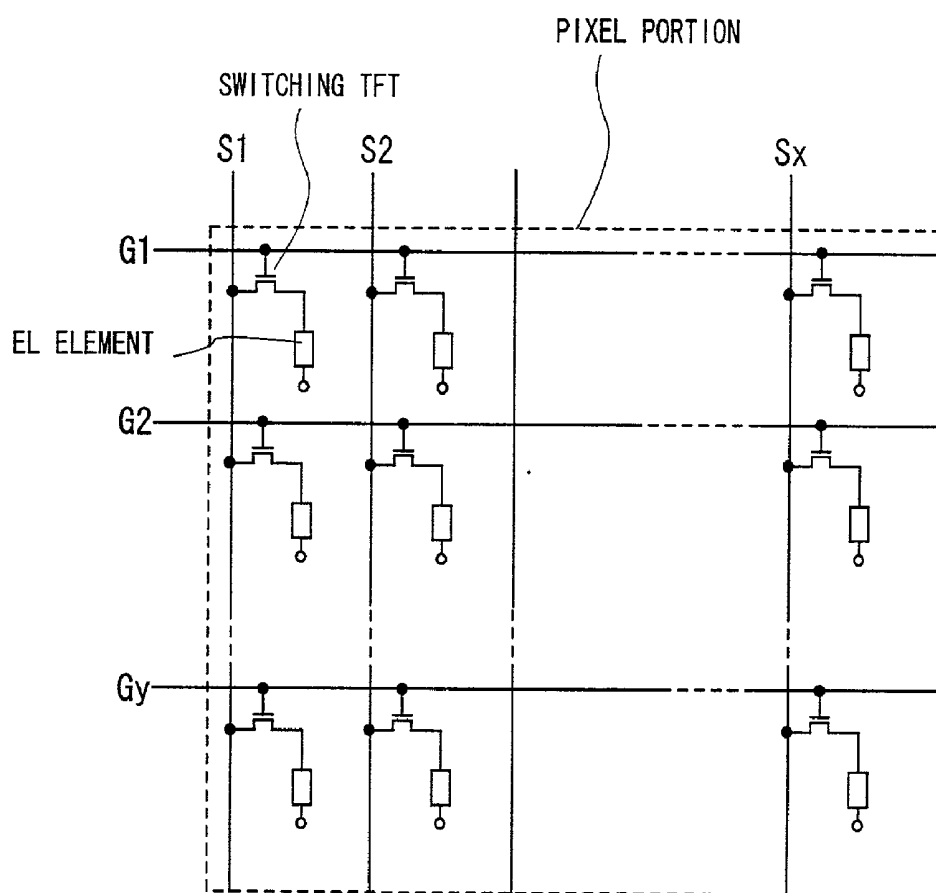 PIXEL PORTION
SWITCHING TFT
S1 S2 Sx
G1
EL ELEMENT
G2
Gy